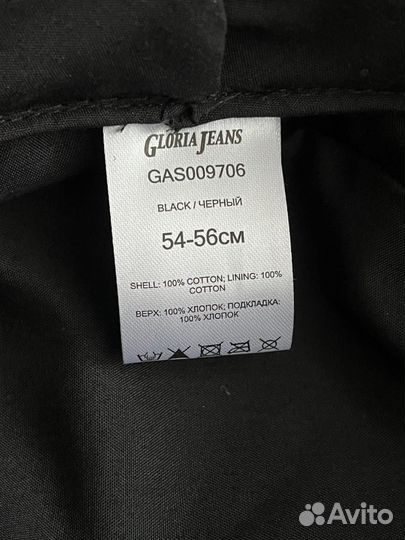 GLORIA JEANS
GAS009706
BLACK / ЧЕРНЫЙ
54-56см
SHELL: 100% COTTON; LINING: 100%
COTTON
ВЕРХ: 100% ХЛОПОК; ПОДКЛАДКА:
100% ХЛОПОК
Avito